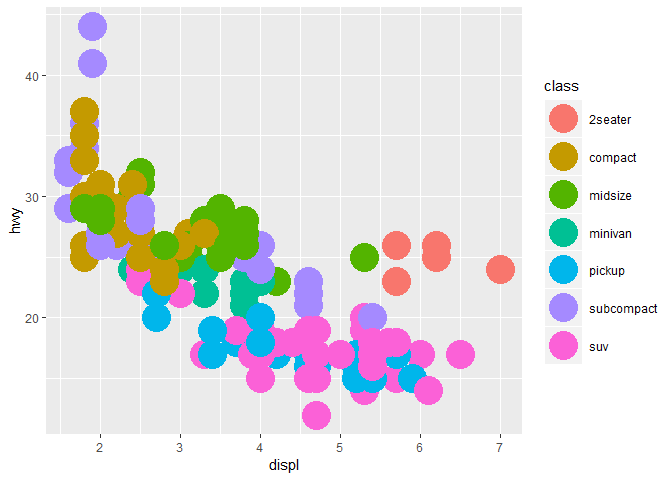 hwy
40
30
20
2
3
4
5
6
7
displ
class
2seater
compact
midsize
minivan
pickup
subcompact
suv